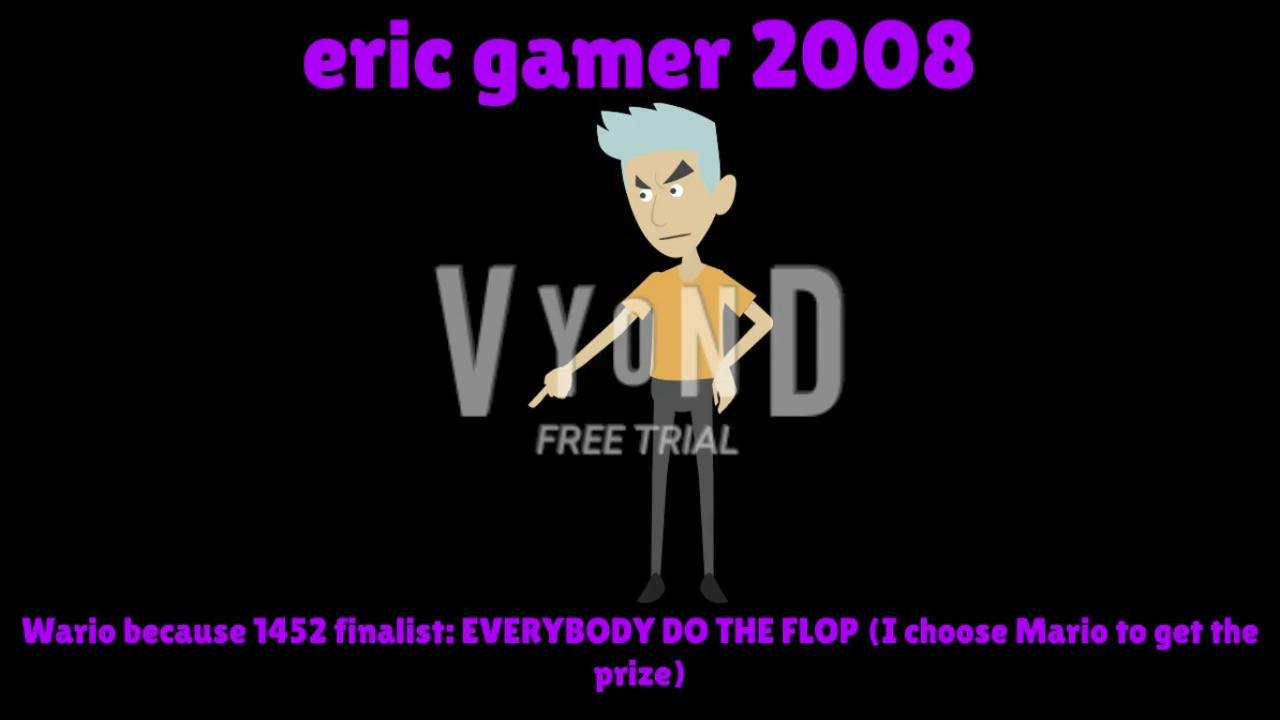 eric gamer 2008
VYOND
FREE TRIAL
Wario because 1452 finalist: EVERYBODY DO THE FLOP (I choose Mario to get the
prize)